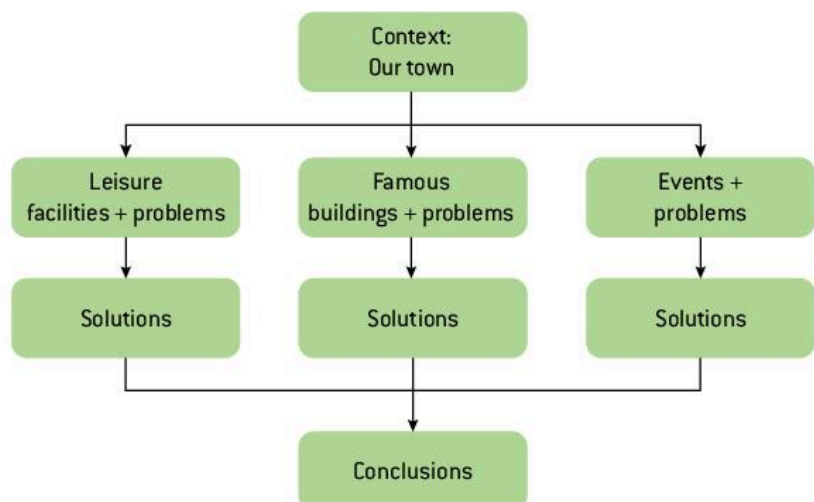 Context:
Our town
Leisure
facilities + problems
Famous
buildings + problems
Events +
problems
Solutions
Solutions
Solutions
Conclusions